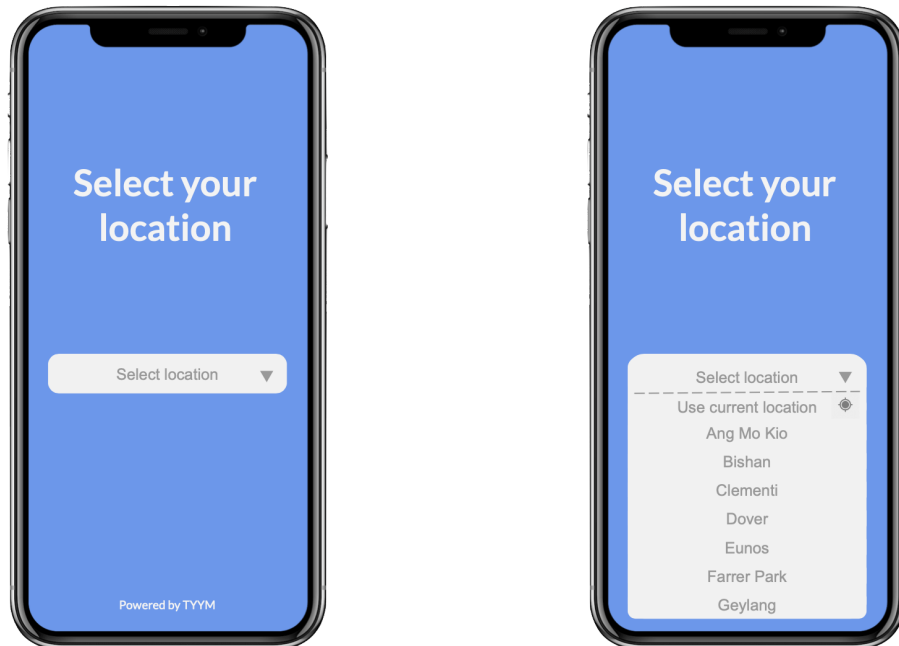 Select your
location
Select location
Powered by TYYM
Select your
location
Select location
Use current location
Ang Mo Kio
Bishan
Clementi
Dover
Eunos
Farrer Park
Geylang